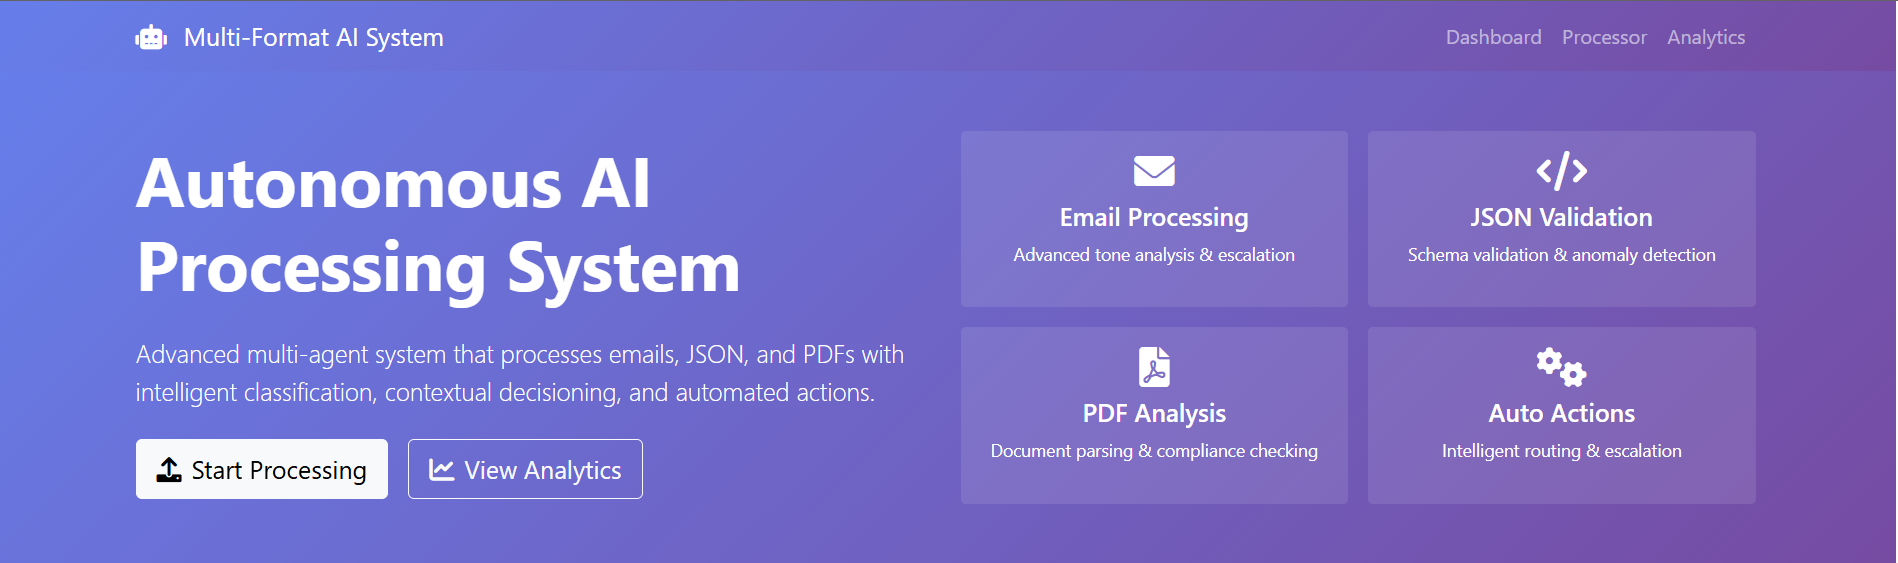 Multi-Format AI System
Dashboard
Processor
Analytics
Autonomous AI
Processing System
Advanced multi-agent system that processes emails, JSON, and PDFs with
intelligent classification, contextual decisioning, and automated actions.
Start Processing
View Analytics
Email Processing
Advanced tone analysis & escalation
JSON Validation
Schema validation & anomaly detection
PDF Analysis
Document parsing & compliance checking
Auto Actions
Intelligent routing & escalation